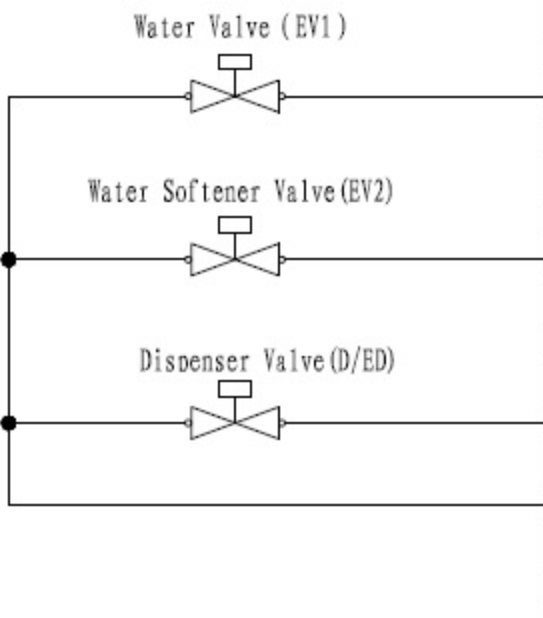 Water Valve (EV1)
Water Softener Valve(EV2)
Dispenser Valve(D/ED)